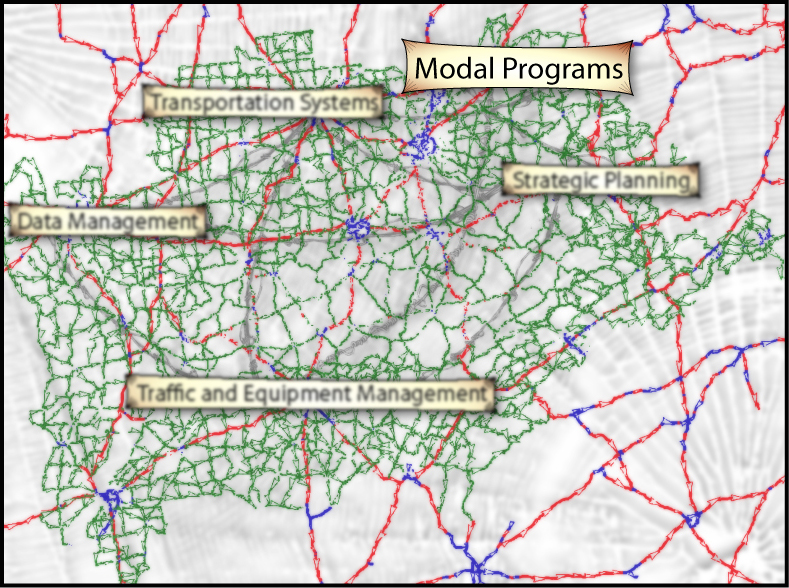 Modal Programs
Transportation Systems
Strategic Planning
Data Management
Traffic and Equipment Management